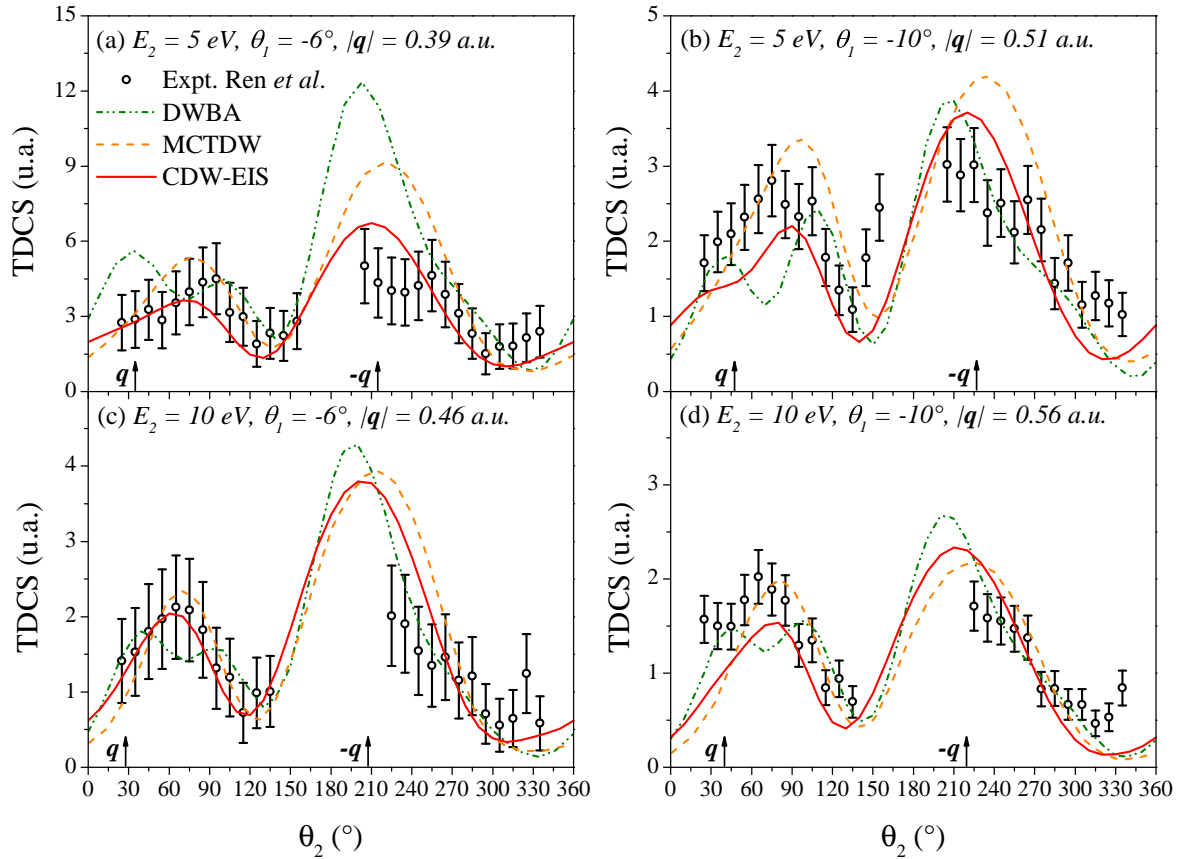 (a) E₂ = 5 eV, θ₁ = -6°, |q| = 0.39 a.u.
Expt. Ren et al.
DWBA
MCTDW
CDW-EIS
TDCS (u.a.)
15
12
9
6
3
0
q
-q
(b) E₂ = 5 eV, θ₁ = -10°, |q| = 0.51 a.u.
TDCS (u.a.)
5
4
3
2
1
0
q
-q
(c) E₂ = 10 eV, θ₁ = -6°, |q| = 0.46 a.u.
TDCS (u.a.)
4
3
2
1
0
q
-q
0 30 60 90 120 150 180 210 240 270 300 330 360
θ₂ (°)
(d) E₂ = 10 eV, θ₁ = -10°, |q| = 0.56 a.u.
TDCS (u.a.)
3
2
1
0
q
-q
0 30 60 90 120 150 180 210 240 270 300 330 360
θ₂ (°)